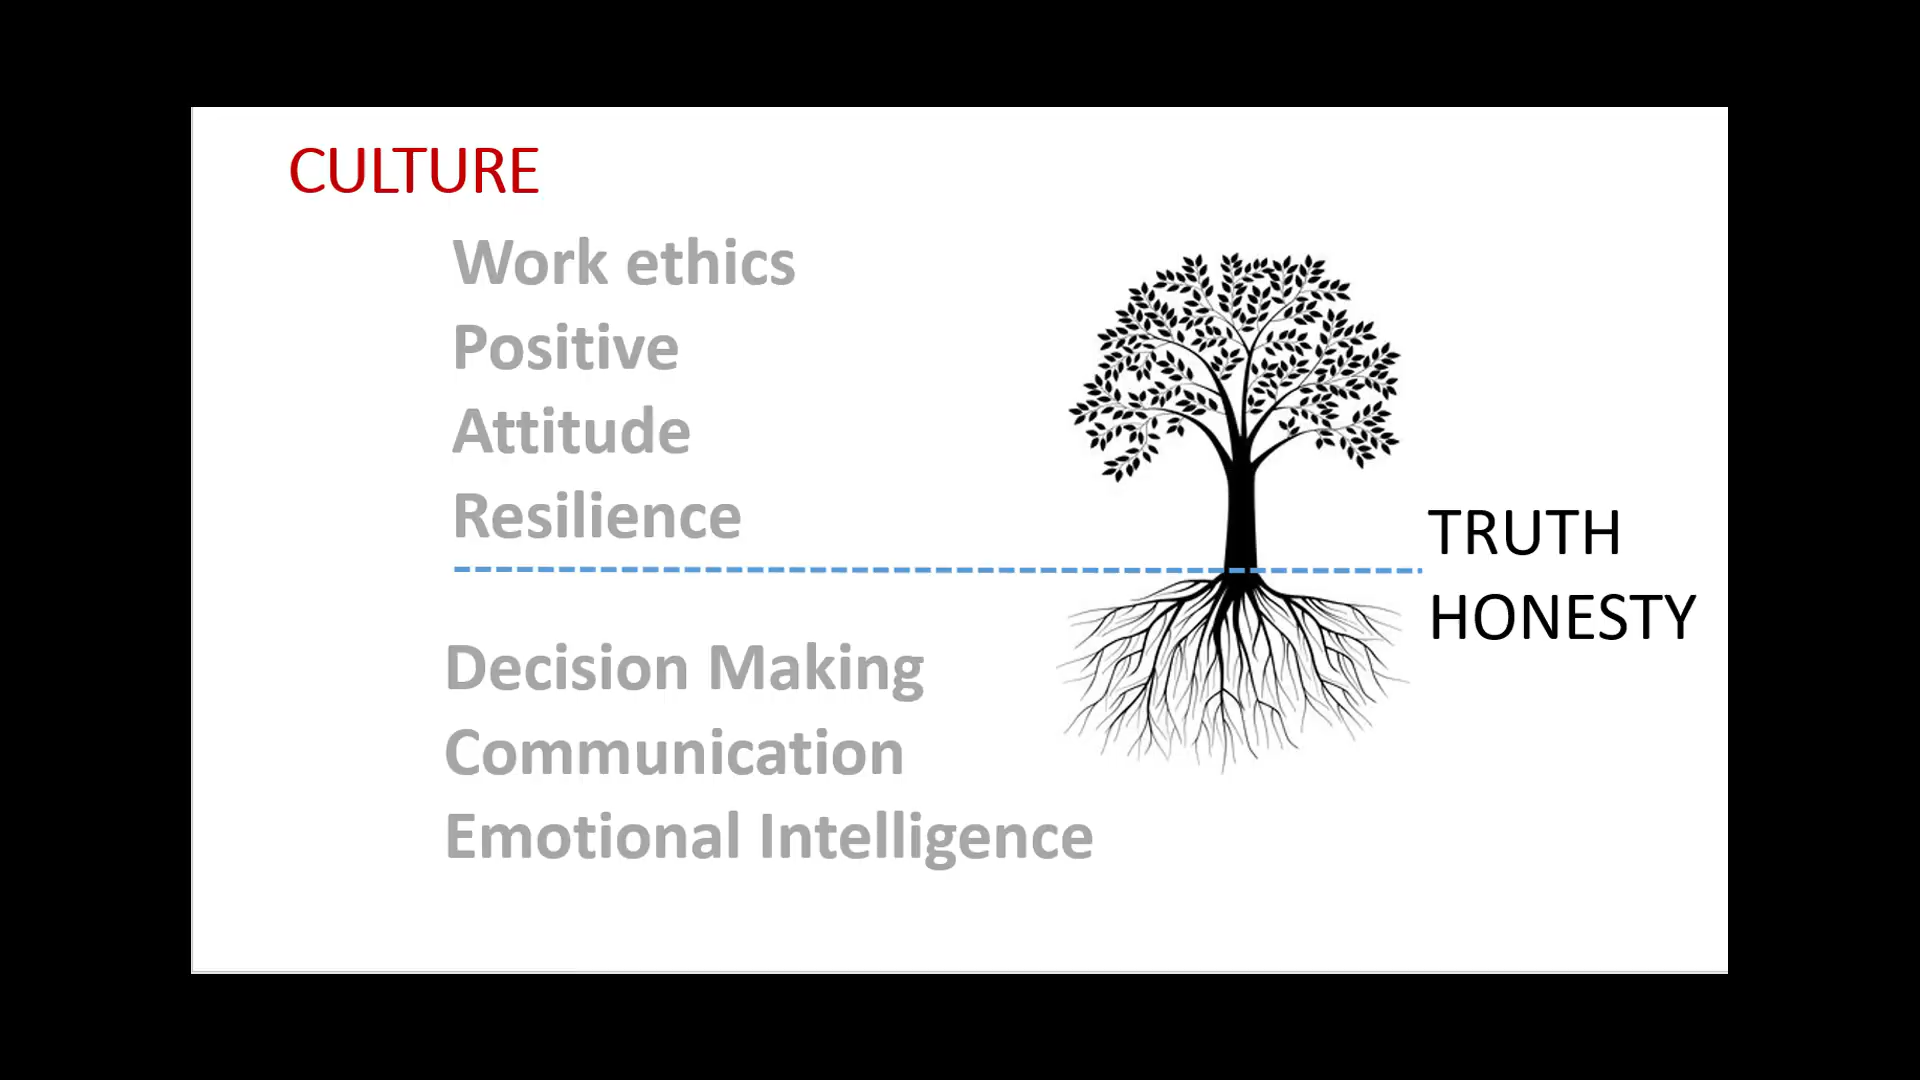 CULTURE
Work ethics
Positive
Attitude
Resilience
TRUTH
HONESTY
Decision Making
Communication
Emotional Intelligence